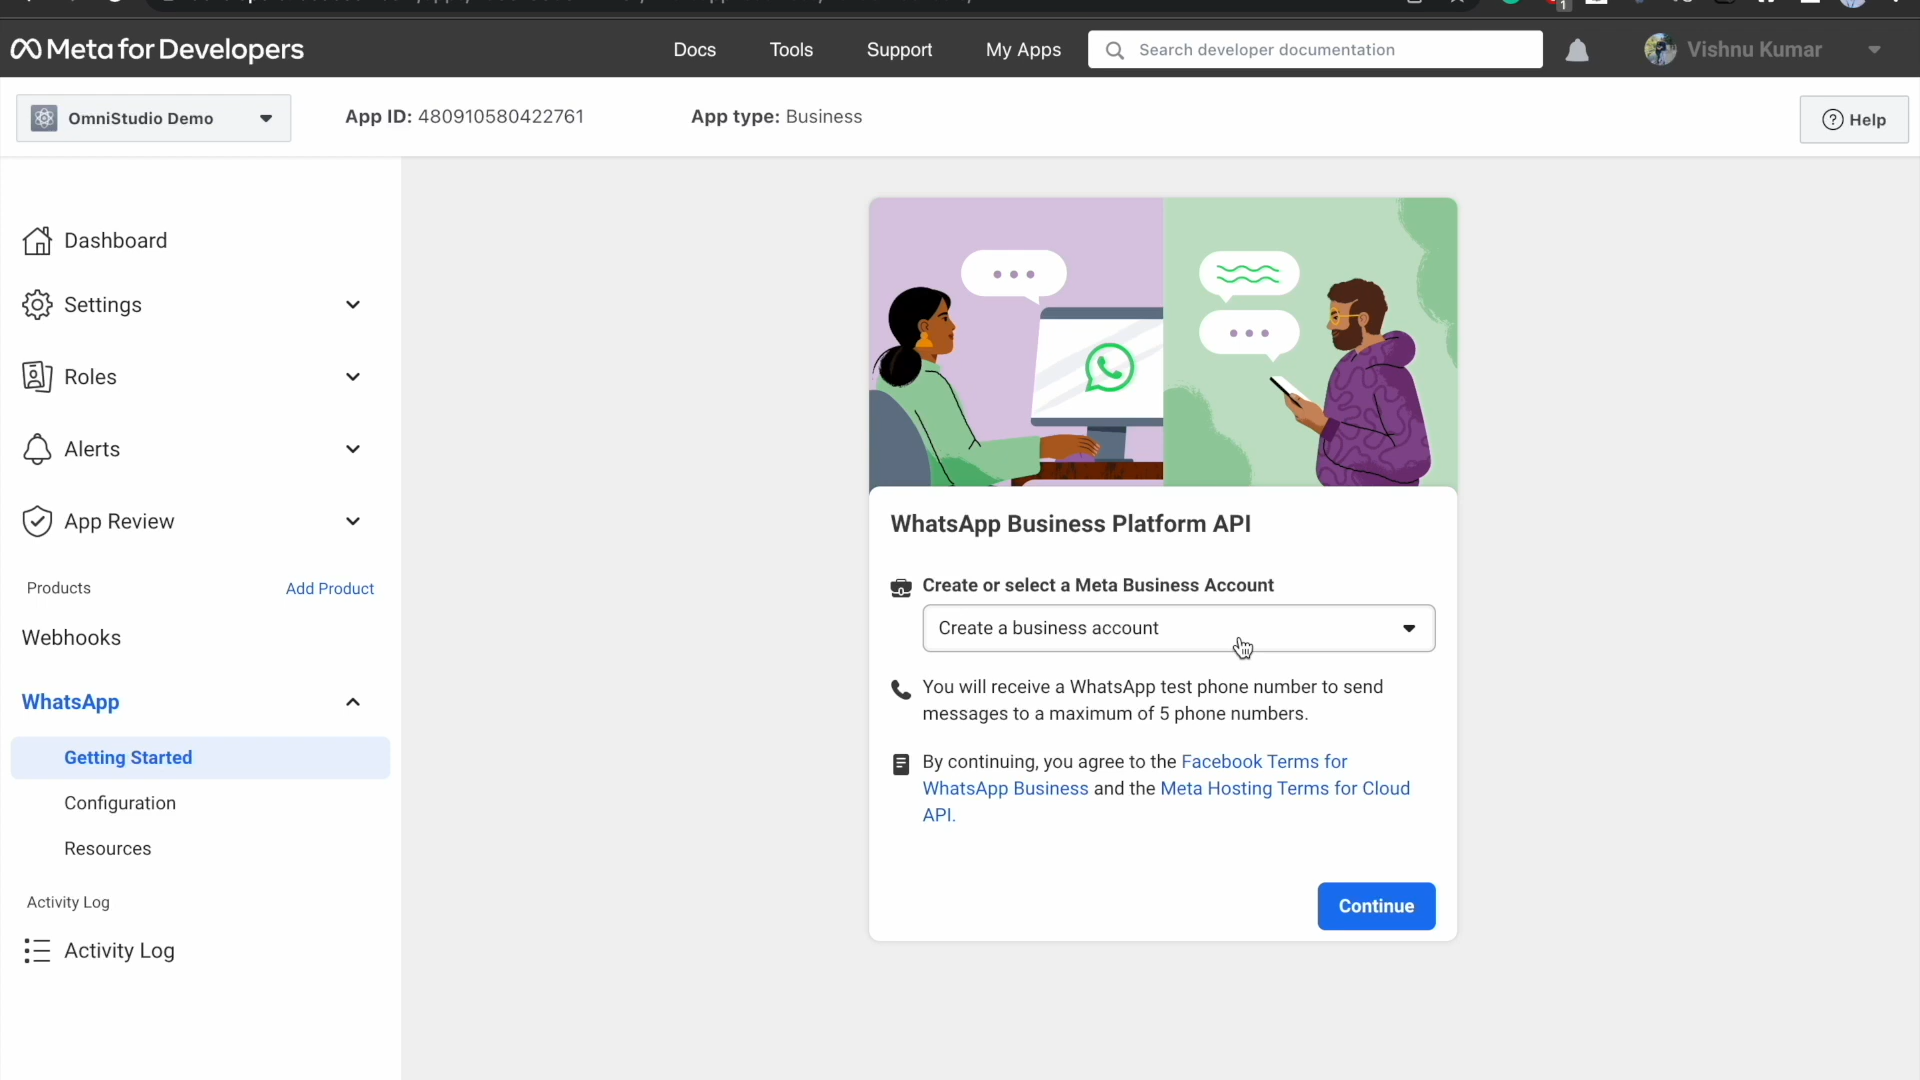 Meta for Developers
Docs
Tools
Support
My Apps
Search developer documentation
1
Vishnu Kumar
OmniStudio Demo
App ID: 480910580422761
App type: Business
Help
Dashboard
Settings
Roles
Alerts
App Review
Products
Add Product
Webhooks
WhatsApp
Getting Started
Configuration
Resources
Activity Log
Activity Log
WhatsApp Business Platform API
Create or select a Meta Business Account
Create a business account
You will receive a WhatsApp test phone number to send
messages to a maximum of 5 phone numbers.
By continuing, you agree to the Facebook Terms for
WhatsApp Business and the Meta Hosting Terms for Cloud
API.
Continue